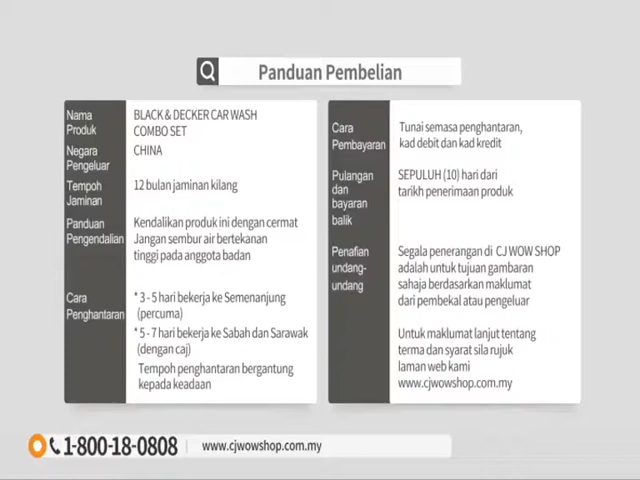 Panduan Pembelian
Nama
Produk
BLACK & DECKER CAR WASH
COMBO SET
Negara
Pengeluar
CHINA
Tempoh
Jaminan
12 bulan jaminan kilang
Panduan
Pengendalian
Kendalikan produk ini dengan cermat
Jangan sembur air bertekanan
tinggi pada anggota badan
Cara
Penghantaran
* 3 - 5 hari bekerja ke Semenanjung
(percuma)
* 5 - 7 hari bekerja ke Sabah dan Sarawak
(dengan caj)
Tempoh penghantaran bergantung
kepada keadaan
Cara
Pembayaran
Tunai semasa penghantaran,
kad debit dan kad kredit
Pulangan
dan
bayaran
balik
SEPULUH (10) hari dari
tarikh penerimaan produk
Penafian
undang-
undang
Segala penerangan di CJ WOW SHOP
adalah untuk tujuan gambaran
sahaja berdasarkan maklumat
dari pembekal atau pengeluar
Untuk maklumat lanjut tentang
terma dan syarat sila rujuk
laman web kami
www.cjwowshop.com.my
1-800-18-0808
www.cjwowshop.com.my